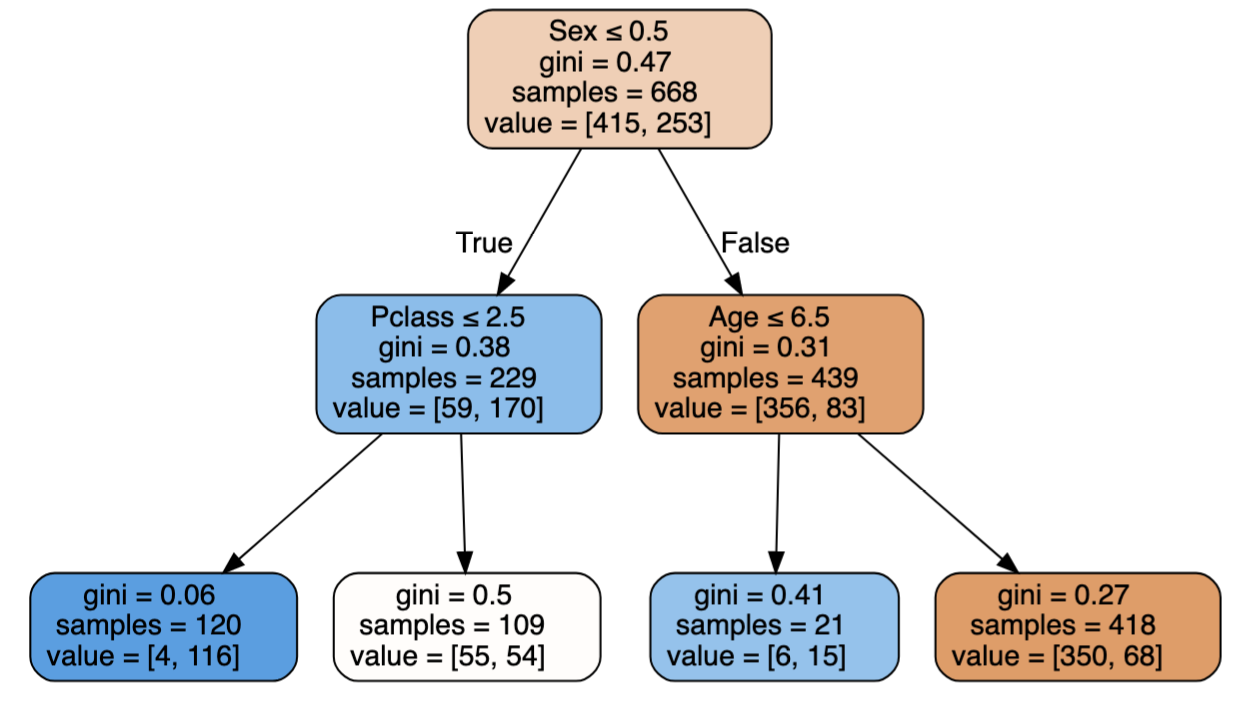 Sex ≤ 0.5
gini = 0.47
samples = 668
value = [415, 253]
True
False
Pclass ≤ 2.5
gini = 0.38
samples = 229
value = [59, 170]
Age ≤ 6.5
gini = 0.31
samples = 439
value = [356, 83]
gini = 0.06
samples = 120
value = [4, 116]
gini = 0.5
samples = 109
value = [55, 54]
gini = 0.41
samples = 21
value = [6, 15]
gini = 0.27
samples = 418
value = [350, 68]